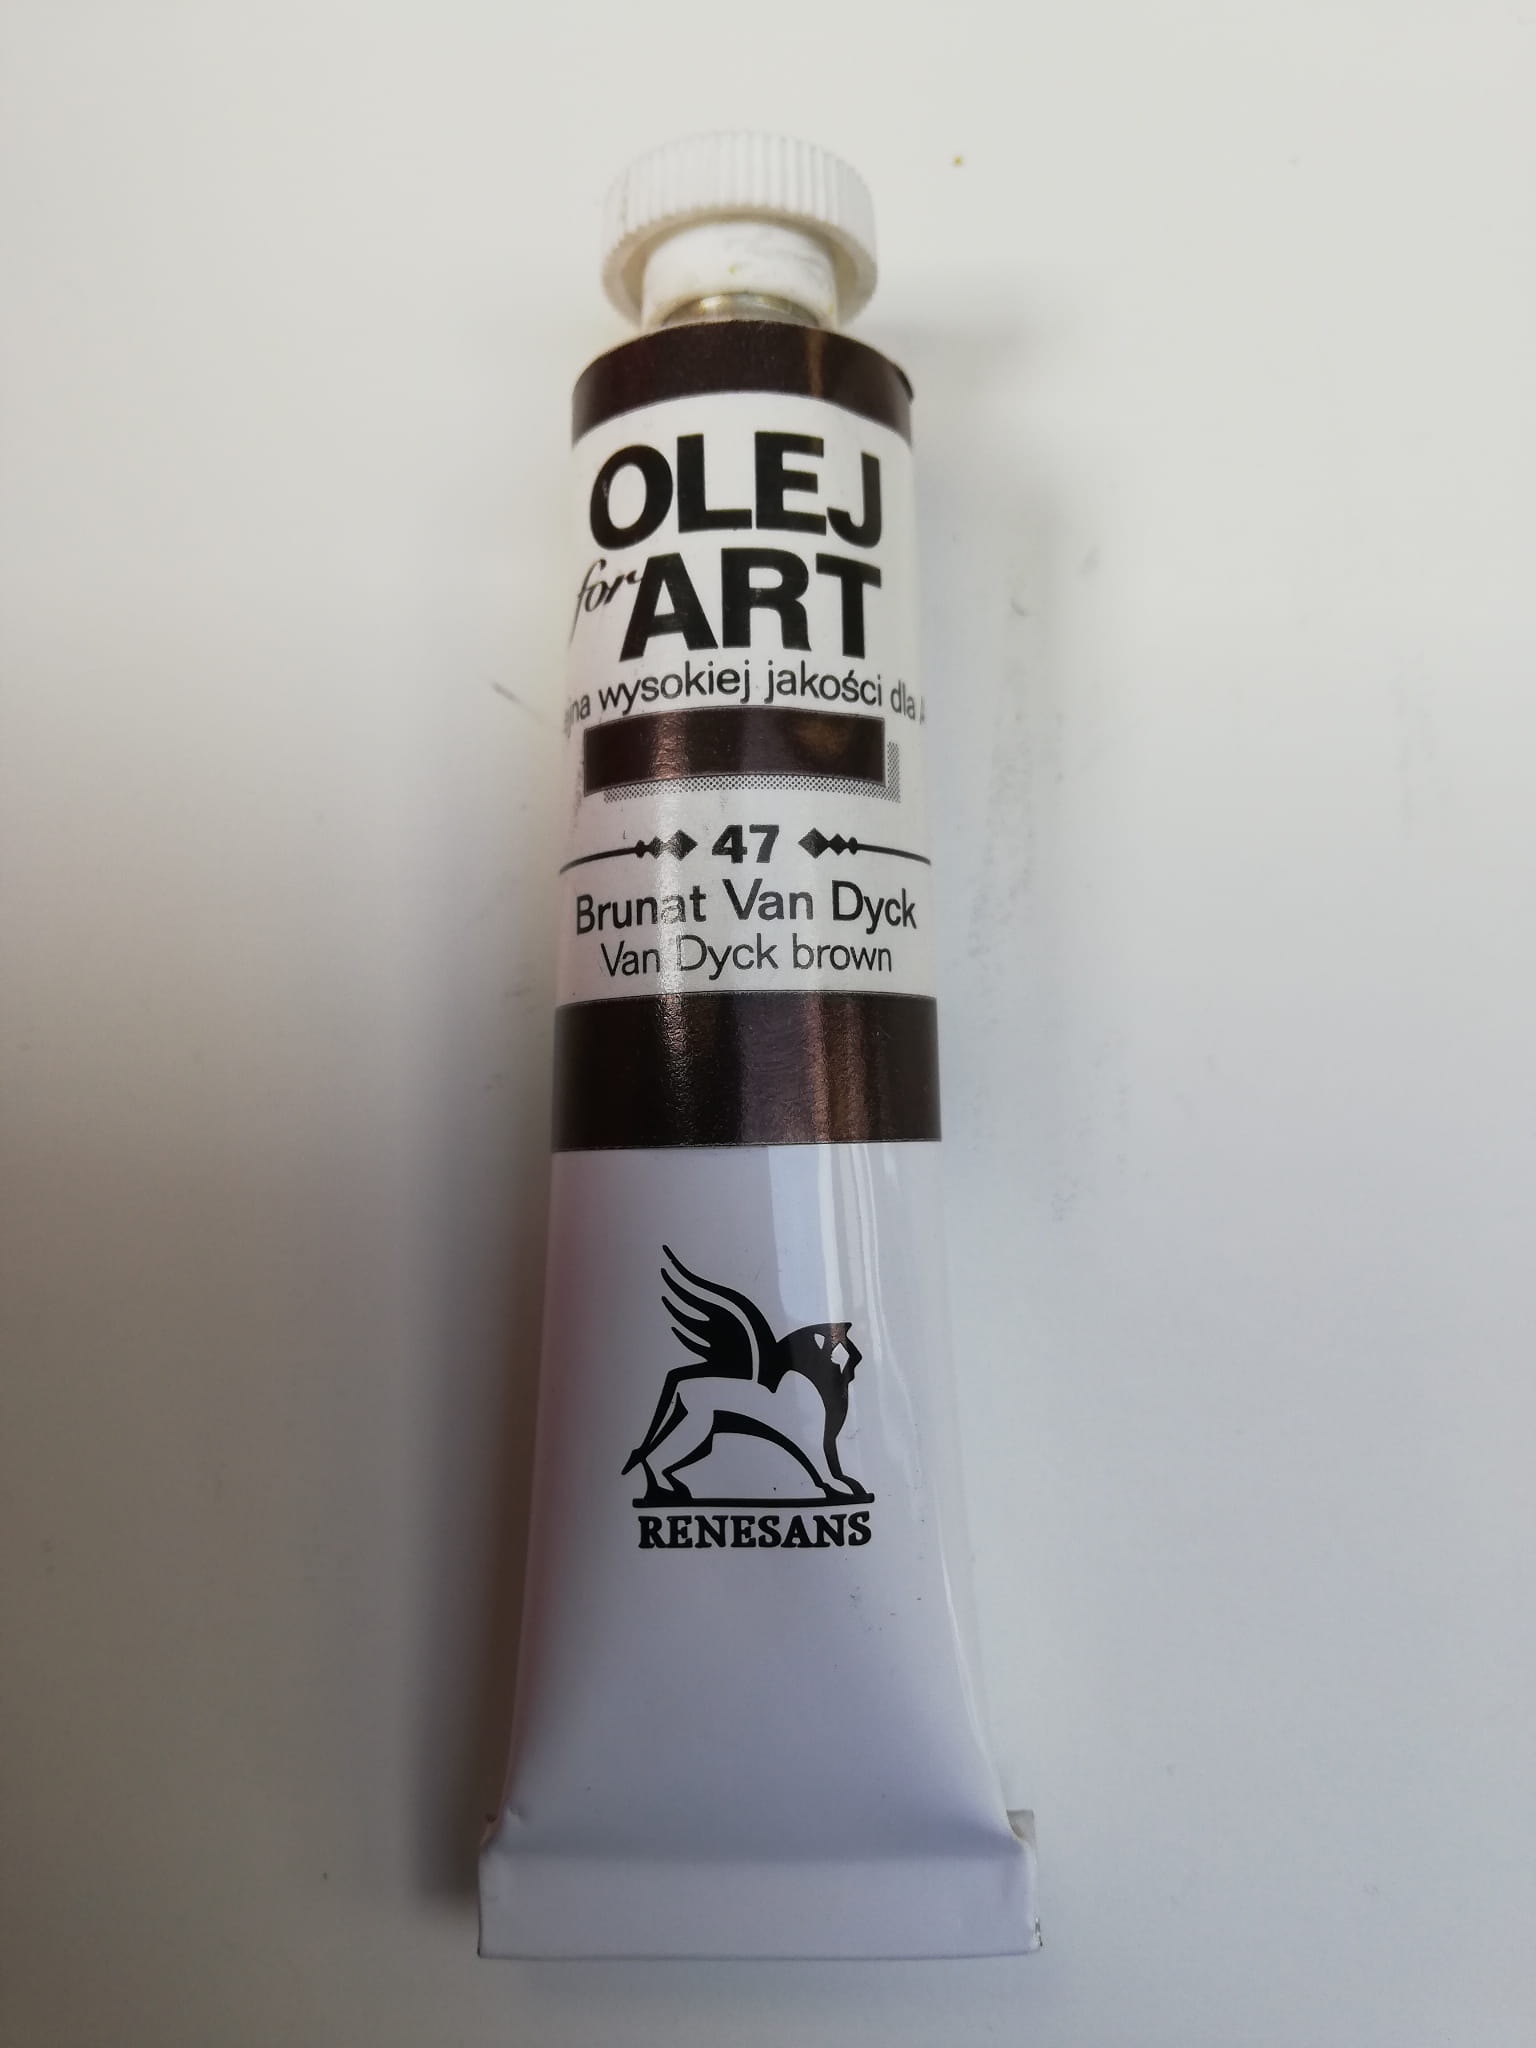 OLEJ
for ART
wysokiej jakości dla
47
Brunat Van Dyck
Van Dyck brown
RENESANS